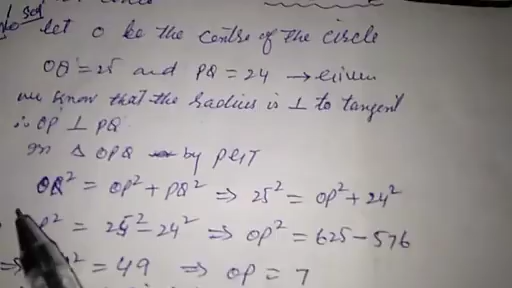 Sol
let O be the centre of the circle
OQ = 25 and PQ = 24 → Given
we know that the radius is ⊥ to tangent
∴ OP ⊥ PQ
In △ OPQ by PGT
OQ² = OP² + PQ² ⇒ 25² = OP² + 24²
P² = 25² – 24² ⇒ OP² = 625 – 576
⇒ ² = 49 ⇒ OP = 7